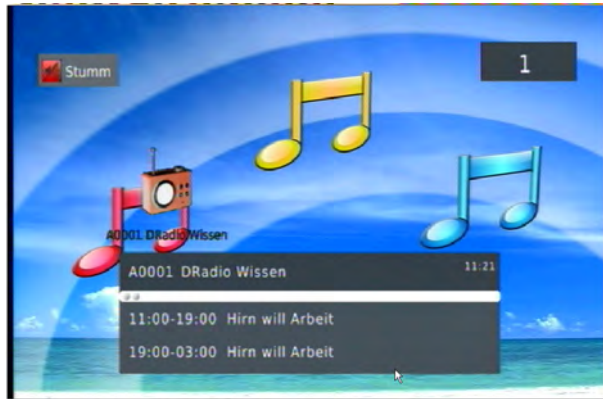 Stumm
1
A0001 DRadio Wissen
A0001 DRadio Wissen
11:21
11:00-19:00 Hirn will Arbeit
19:00-03:00 Hirn will Arbeit